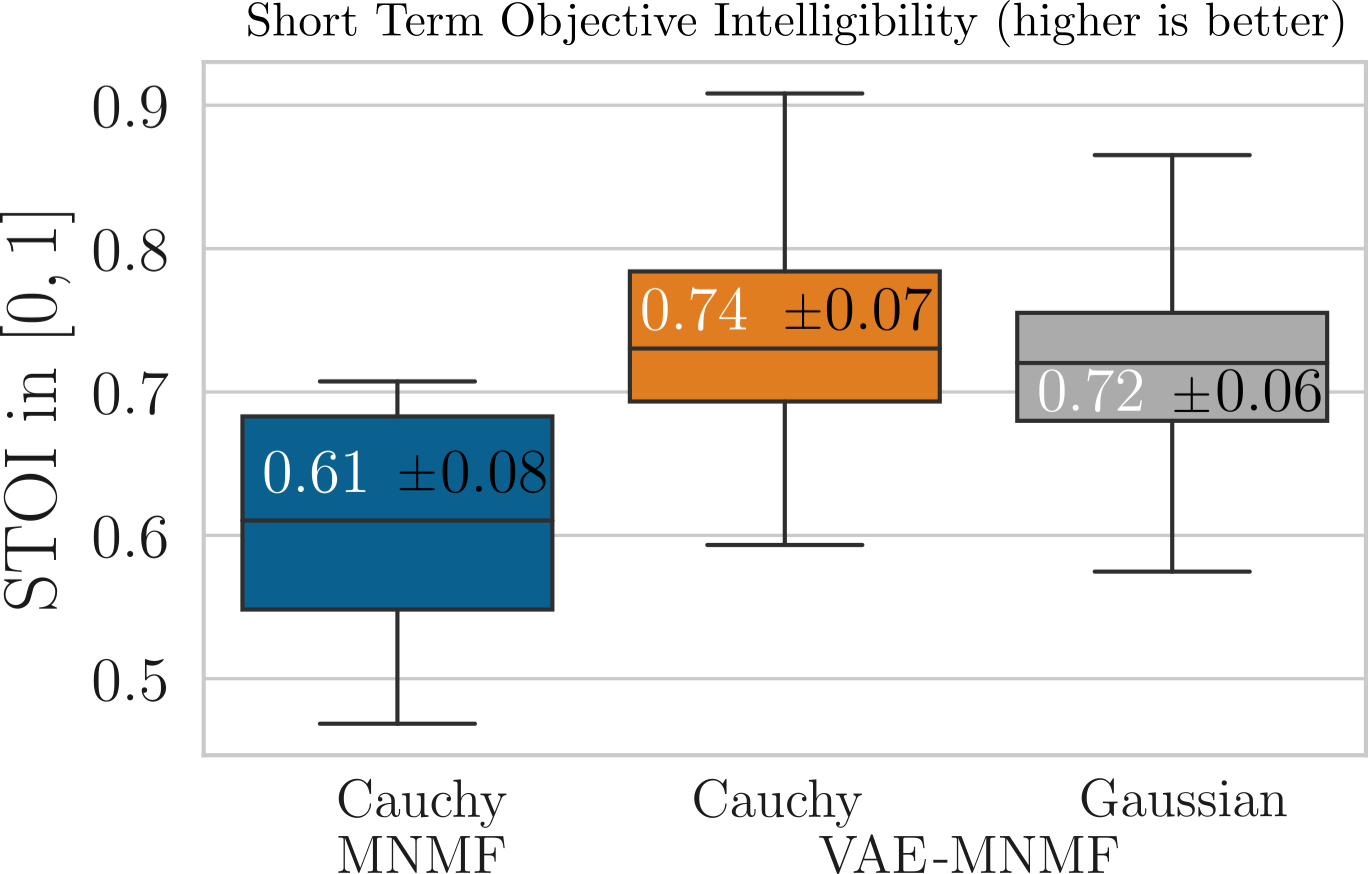 Short Term Objective Intelligibility (higher is better)
STOI in [0, 1]
0.9
0.8
0.7
0.6
0.5
0.61 ±0.08
0.74 ±0.07
0.72 ±0.06
Cauchy Cauchy Gaussian
MNMF VAE-MNMF